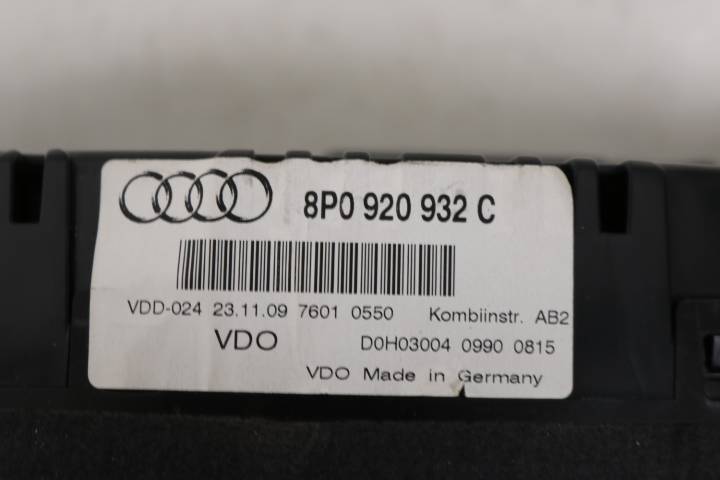 8P0 920 932 C
VDD-024 23.11.09 7601 0550 Kombiinstr. AB2
VDO D0H03004 0990 0815
VDO Made in Germany